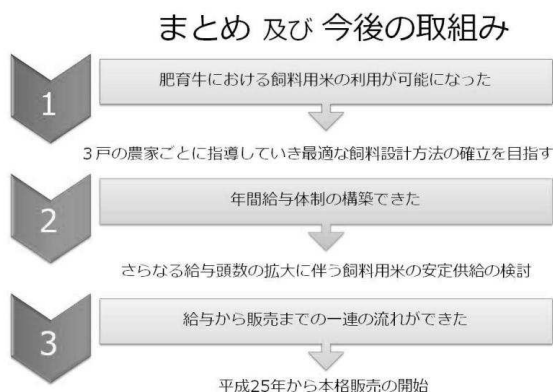 まとめ 及び 今後の取組み
1
肥育牛における飼料用米の利用が可能になった
3戸の農家ごとに指導していき最適な飼料設計方法の確立を目指す
2
年間給与体制の構築できた
さらなる給与頭数の拡大に伴う飼料用米の安定供給の検討
3
給与から販売までの一連の流れができた
平成25年から本格販売の開始